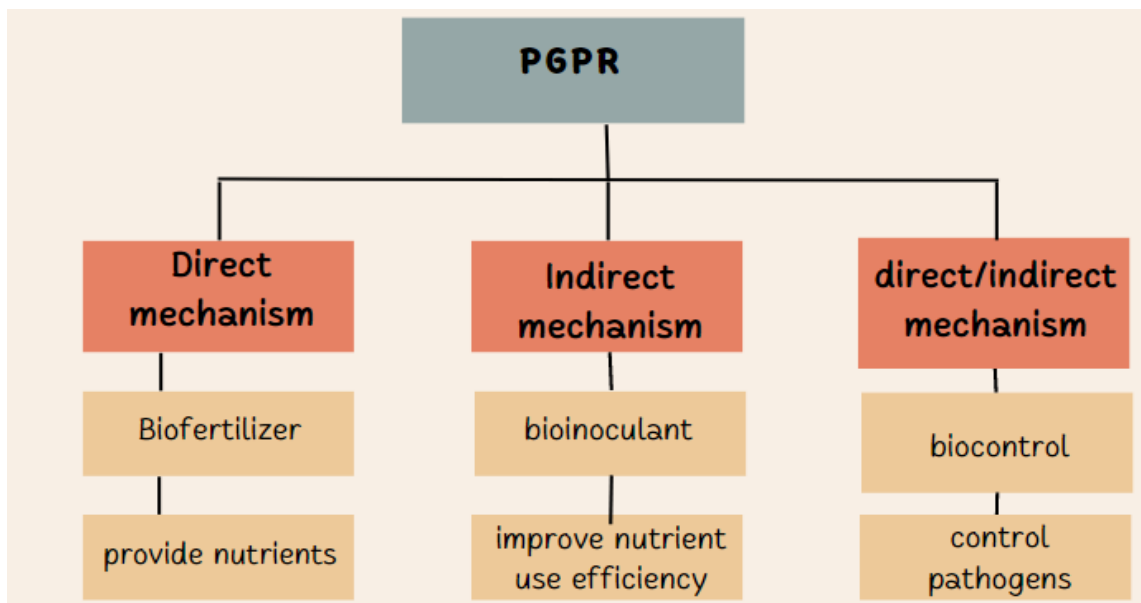 PGPR
Direct
mechanism
Indirect
mechanism
direct/indirect
mechanism
Biofertilizer
bioinoculant
biocontrol
provide nutrients
improve nutrient
use efficiency
control
pathogens